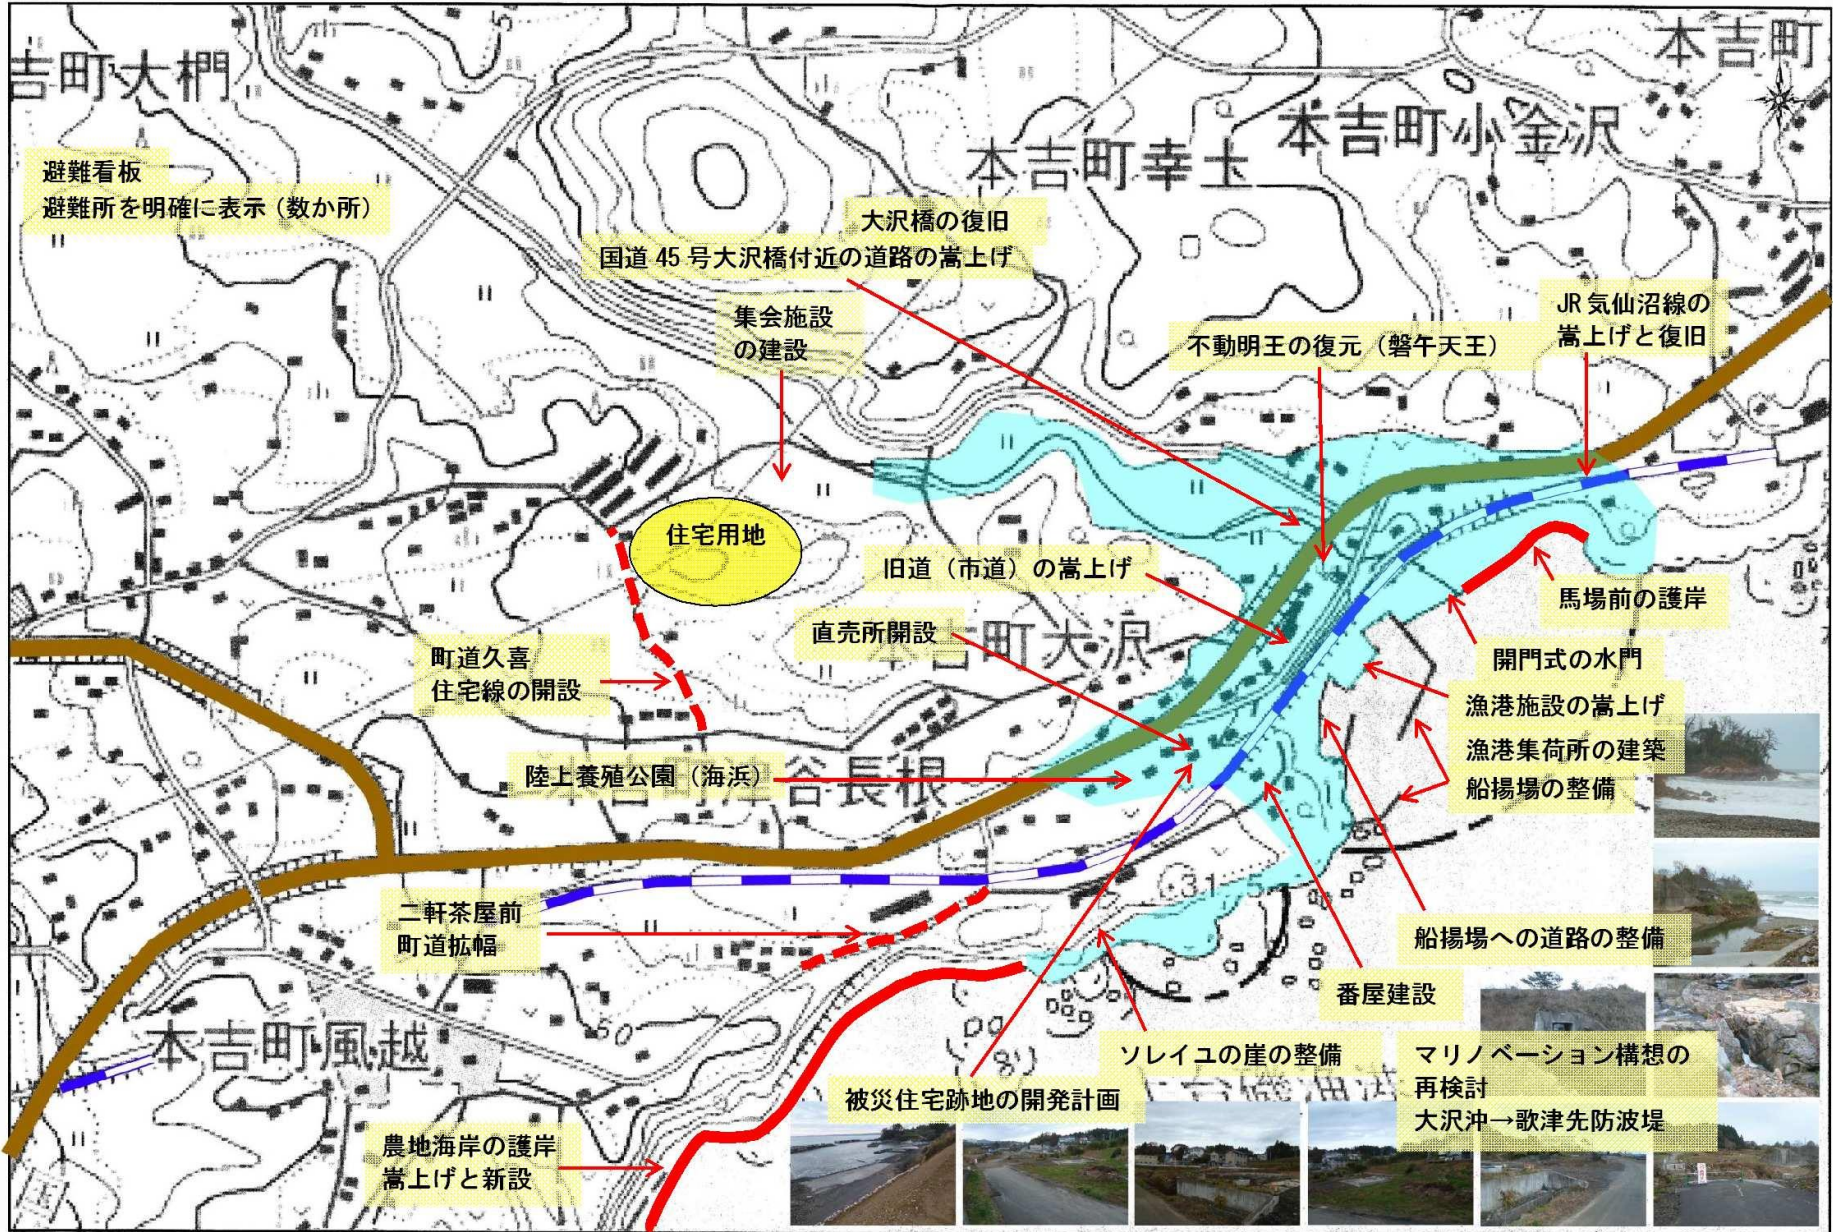 本吉町
吉町大椚
本吉町小金沢
本吉町幸土
避難看板
避難所を明確に表示(数か所)
大沢橋の復旧
国道45号大沢橋付近の道路の嵩上げ
集会施設
の建設
JR気仙沼線の
嵩上げと復旧
不動明王の復元(磐午天王)
住宅用地
旧道(市道)の嵩上げ
馬場前の護岸
直売所開設
本吉町大沢
町道久喜
住宅線の開設
開門式の水門
漁港施設の嵩上げ
漁港集荷所の建築
船揚場の整備
陸上養殖公園(海浜)
本吉町津谷長根
31.5
二軒茶屋前
町道拡幅
船揚場への道路の整備
番屋建設
50
本吉町風越
ソレイユの崖の整備
マリノベーション構想の
再検討
大沢沖→歌津先防波堤
被災住宅跡地の開発計画
農地海岸の護岸
嵩上げと新設